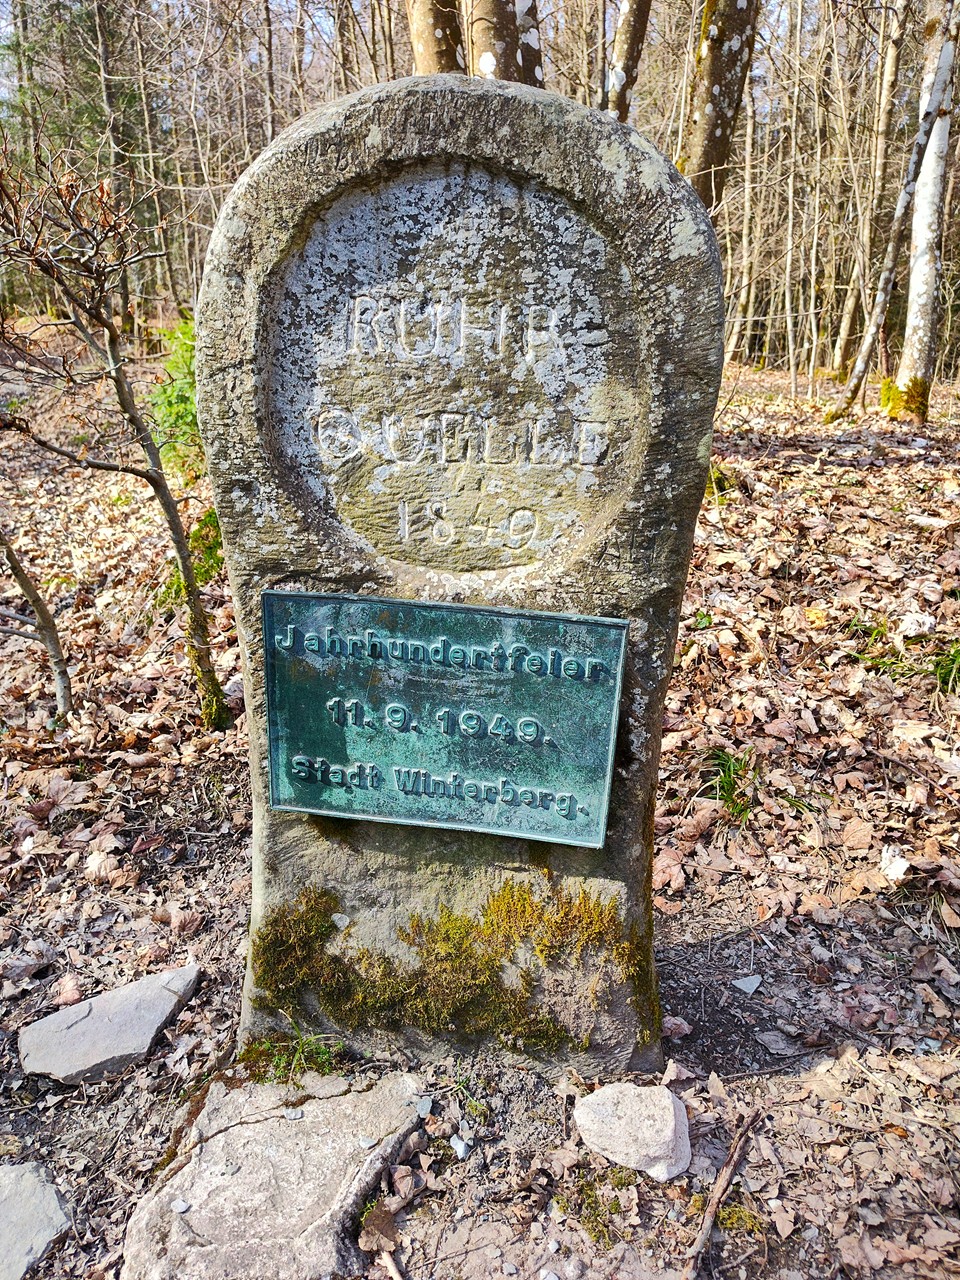 RUHR
QUELLE
1849
Jahrhundertfeier
11. 9. 1949.
Stadt Winterberg.